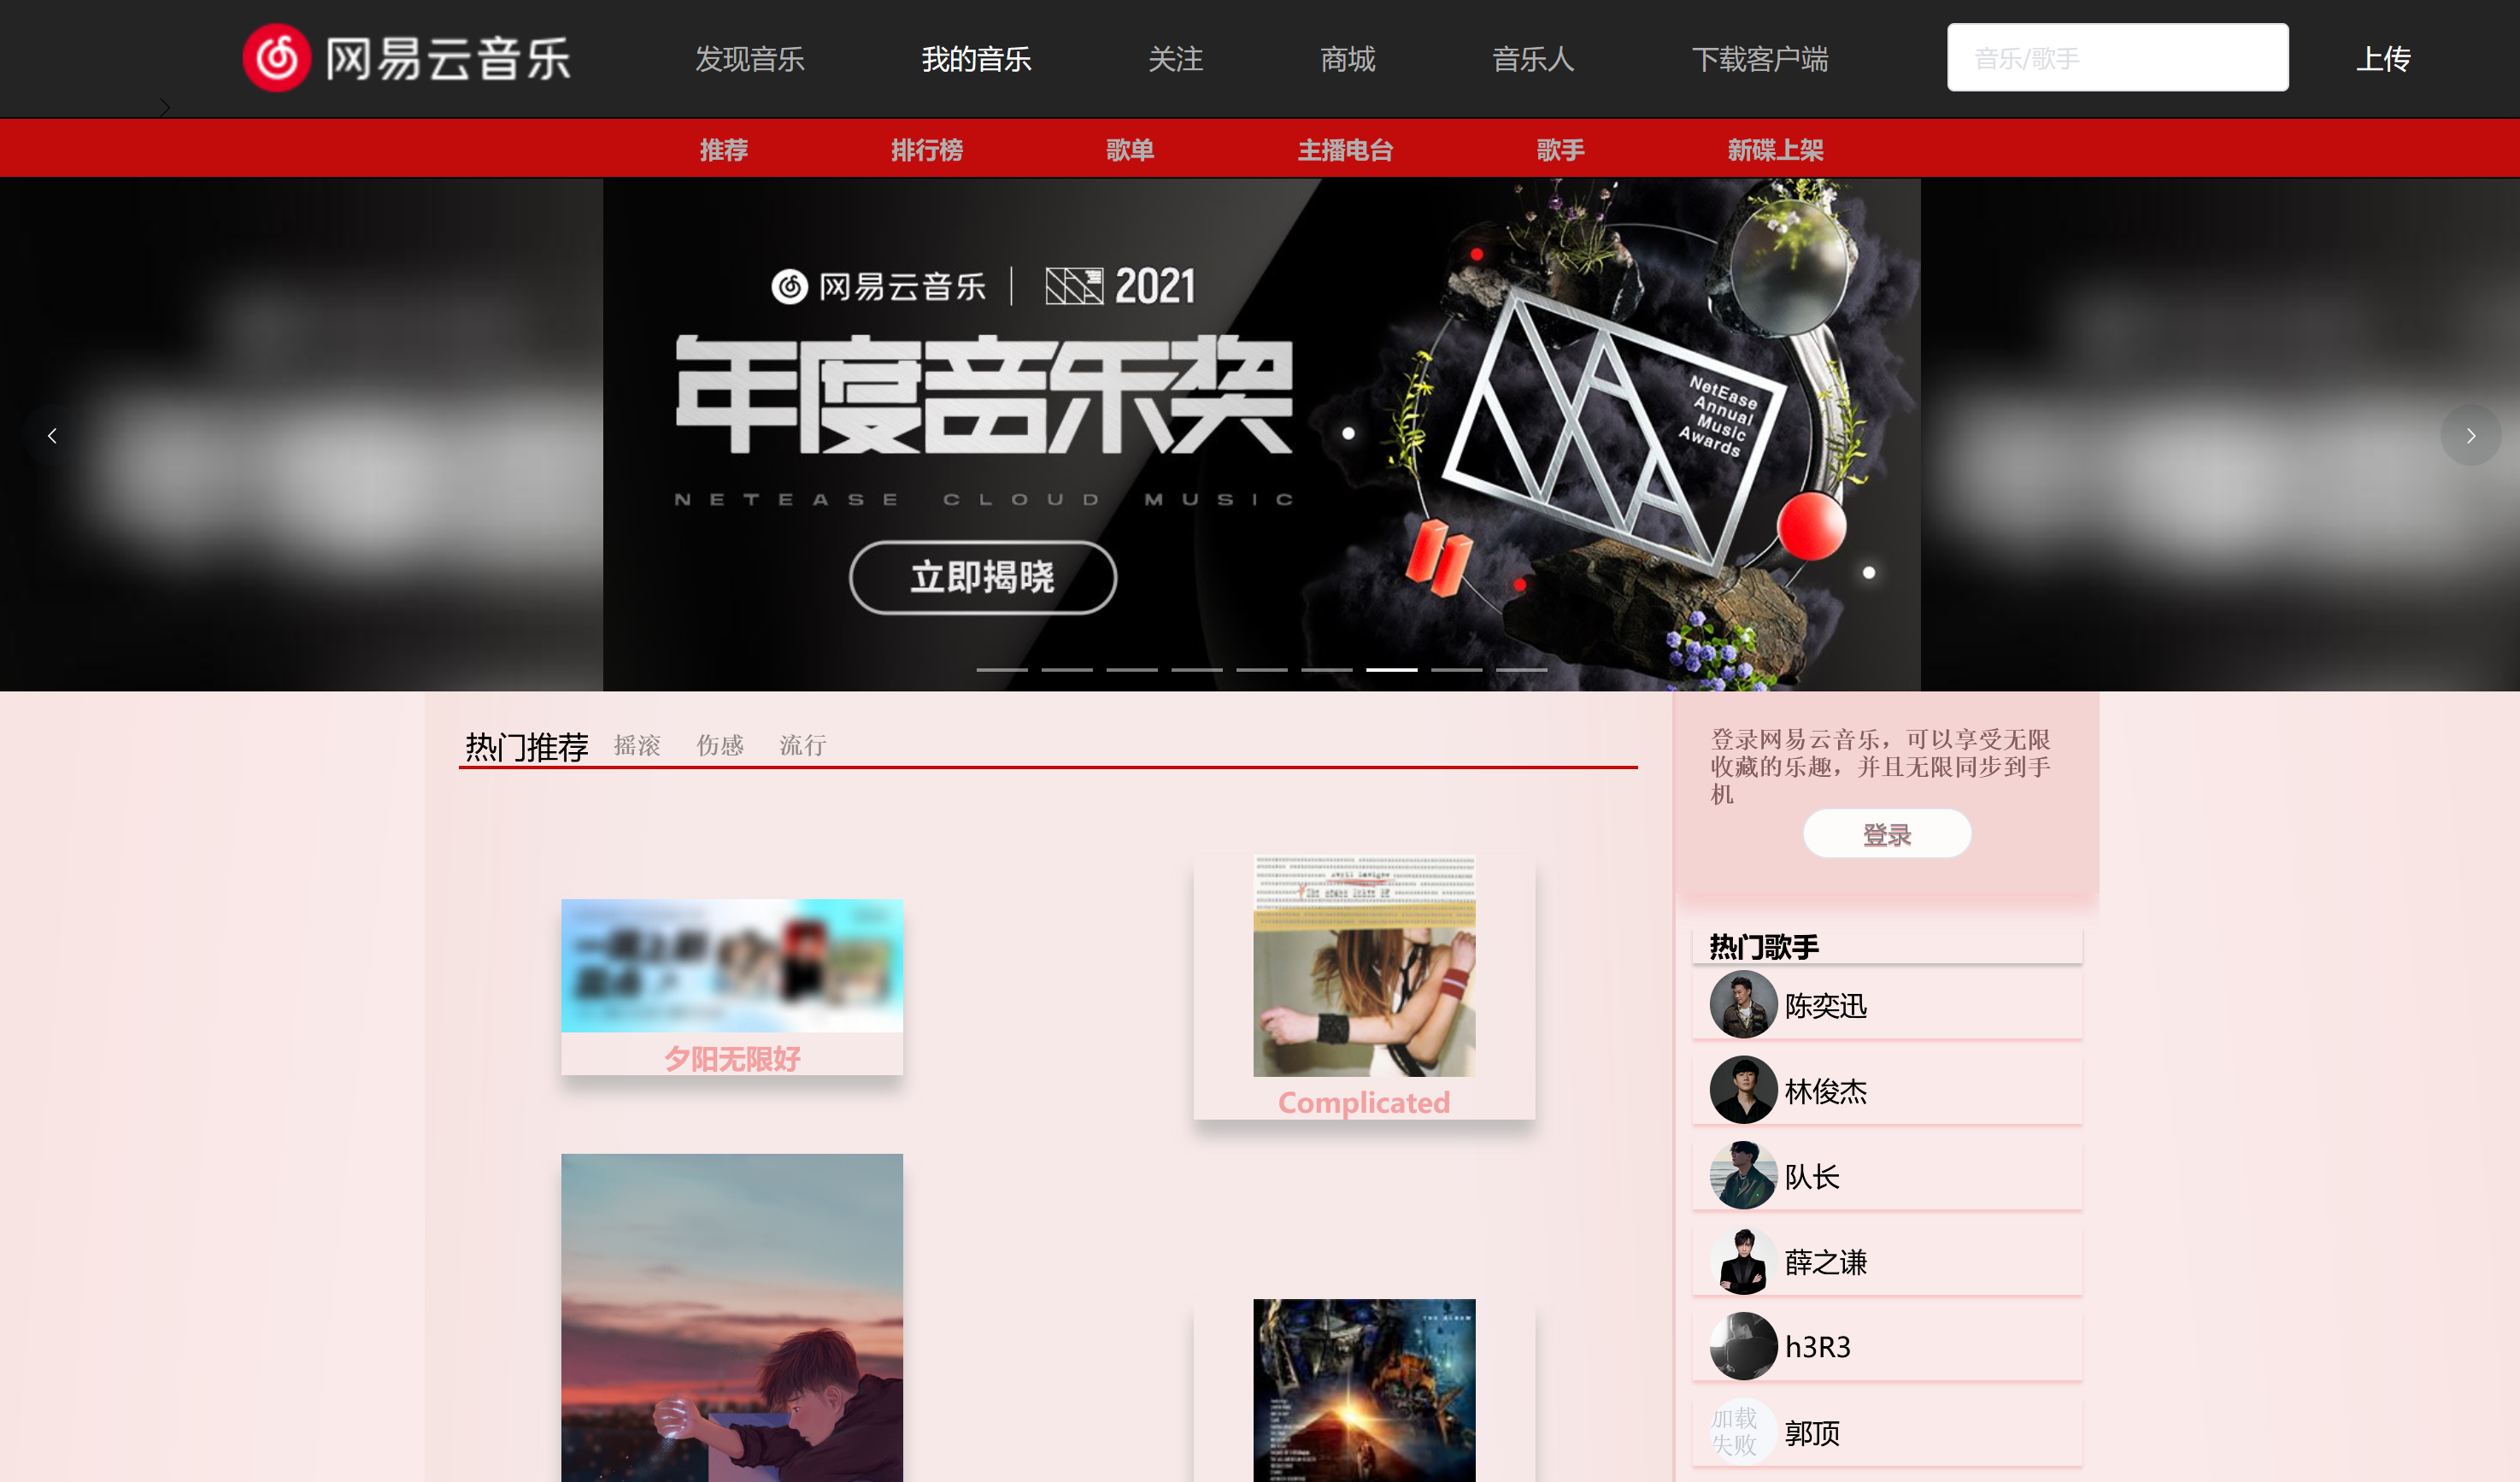 网易云音乐
发现音乐 我的音乐 关注 商城 音乐人 下载客户端 音乐/歌手 上传
推荐 排行榜 歌单 主播电台 歌手 新碟上架
网易云音乐 2021
年度音乐奖
NETEASE CLOUD MUSIC
立即揭晓
NetEase
Annual
Music
Awards
热门推荐 摇滚 伤感 流行
夕阳无限好
Avril Lavigne
Complicated
THE ALBUM
登录网易云音乐，可以享受无限
收藏的乐趣，并且无限同步到手
机
登录
热门歌手
陈奕迅
林俊杰
队长
薛之谦
h3R3
加载
失败
郭顶